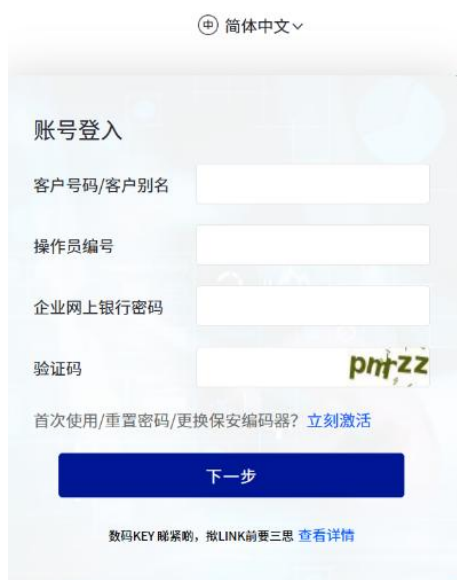 中 简体中文
账号登入
客户号码/客户别名
操作员编号
企业网上银行密码
验证码
首次使用/重置密码/更换保安编码器？立刻激活
下一步
数码KEY 睇紧啲，揿LINK前要三思 查看详情